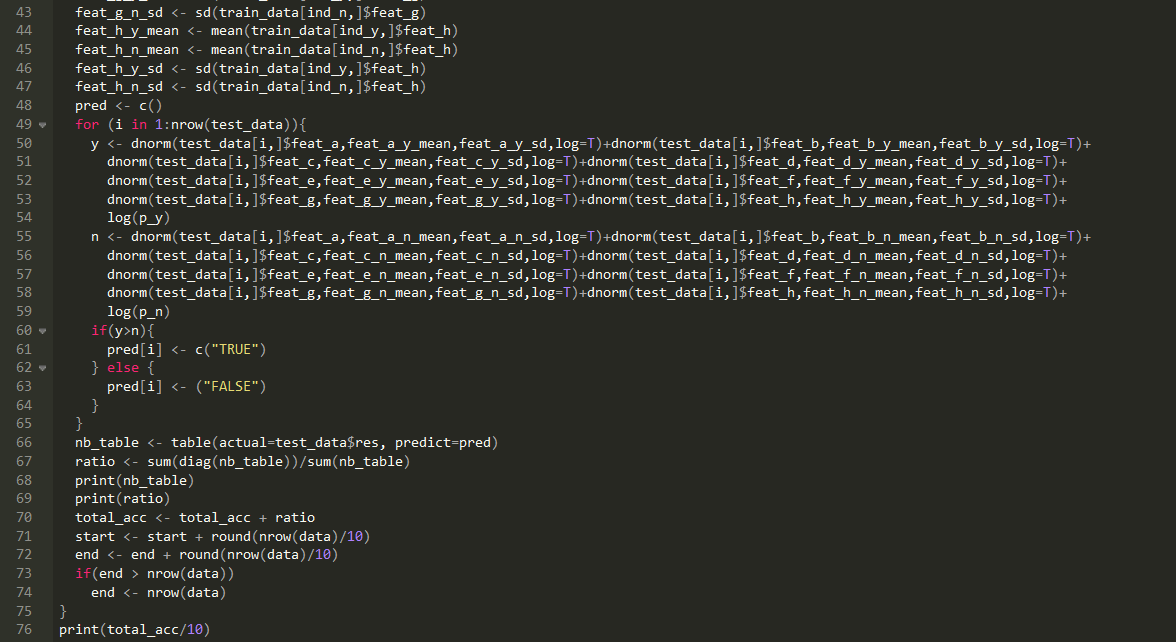 43 feat_g_n_sd <- sd(train_data[ind_n,]$feat_g)
44 feat_h_y_mean <- mean(train_data[ind_y,]$feat_h)
45 feat_h_n_mean <- mean(train_data[ind_n,]$feat_h)
46 feat_h_y_sd <- sd(train_data[ind_y,]$feat_h)
47 feat_h_n_sd <- sd(train_data[ind_n,]$feat_h)
48 pred <- c()
49 for (i in 1:nrow(test_data)){
50 y <- dnorm(test_data[i,]$feat_a,feat_a_y_mean,feat_a_y_sd,log=T)+dnorm(test_data[i,]$feat_b,feat_b_y_mean,feat_b_y_sd,log=T)+
51 dnorm(test_data[i,]$feat_c,feat_c_y_mean,feat_c_y_sd,log=T)+dnorm(test_data[i,]$feat_d,feat_d_y_mean,feat_d_y_sd,log=T)+
52 dnorm(test_data[i,]$feat_e,feat_e_y_mean,feat_e_y_sd,log=T)+dnorm(test_data[i,]$feat_f,feat_f_y_mean,feat_f_y_sd,log=T)+
53 dnorm(test_data[i,]$feat_g,feat_g_y_mean,feat_g_y_sd,log=T)+dnorm(test_data[i,]$feat_h,feat_h_y_mean,feat_h_y_sd,log=T)+
54 log(p_y)
55 n <- dnorm(test_data[i,]$feat_a,feat_a_n_mean,feat_a_n_sd,log=T)+dnorm(test_data[i,]$feat_b,feat_b_n_mean,feat_b_n_sd,log=T)+
56 dnorm(test_data[i,]$feat_c,feat_c_n_mean,feat_c_n_sd,log=T)+dnorm(test_data[i,]$feat_d,feat_d_n_mean,feat_d_n_sd,log=T)+
57 dnorm(test_data[i,]$feat_e,feat_e_n_mean,feat_e_n_sd,log=T)+dnorm(test_data[i,]$feat_f,feat_f_n_mean,feat_f_n_sd,log=T)+
58 dnorm(test_data[i,]$feat_g,feat_g_n_mean,feat_g_n_sd,log=T)+dnorm(test_data[i,]$feat_h,feat_h_n_mean,feat_h_n_sd,log=T)+
59 log(p_n)
60 if(y>n){
61 pred[i] <- c("TRUE")
62 } else {
63 pred[i] <- ("FALSE")
64 }
65 }
66 nb_table <- table(actual=test_data$res, predict=pred)
67 ratio <- sum(diag(nb_table))/sum(nb_table)
68 print(nb_table)
69 print(ratio)
70 total_acc <- total_acc + ratio
71 start <- start + round(nrow(data)/10)
72 end <- end + round(nrow(data)/10)
73 if(end > nrow(data))
74 end <- nrow(data)
75 }
76 print(total_acc/10)